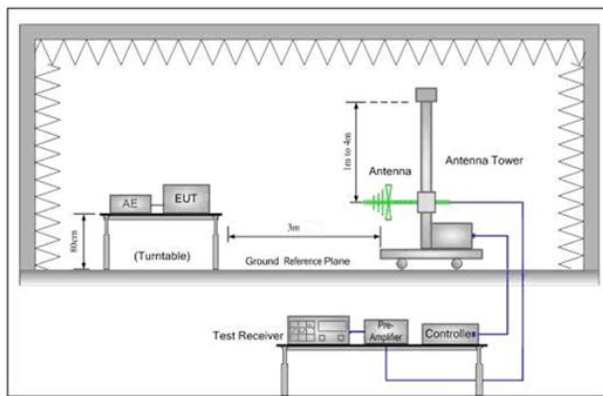 1m to 4m
Antenna
Antenna Tower
AE
EUT
80cm
(Turntable)
3m
Ground Reference Plane
Test Receiver
Pre-
Amplifier
Controller